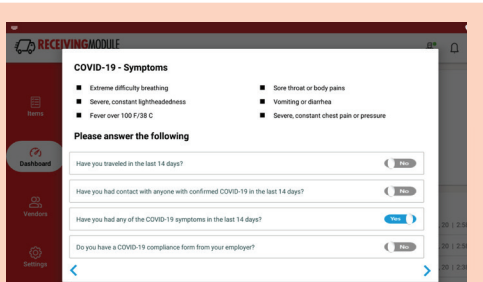 RECEIVINGMODULE
COVID-19 - Symptoms
Extreme difficulty breathing
Sore throat or body pains
Severe, constant lightheadedness
Vomiting or diarrhea
Fever over 100 F/38 C
Severe, constant chest pain or pressure
Please answer the following
Items
Have you traveled in the last 14 days? No
Dashboard
Have you had contact with anyone with confirmed COVID-19 in the last 14 days? No
Vendors
Have you had any of the COVID-19 symptoms in the last 14 days? Yes
Do you have a COVID-19 compliance form from your employer? No
Settings